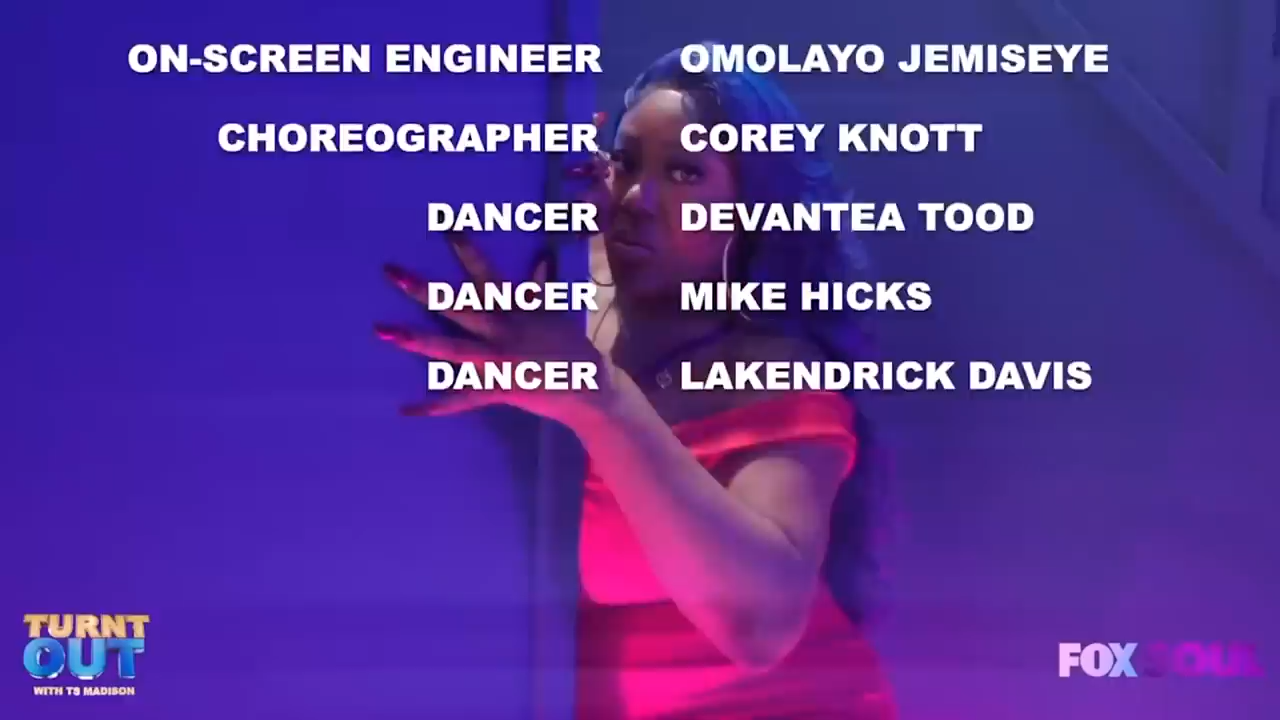 ON-SCREEN ENGINEER OMOLAYO JEMISEYE
CHOREOGRAPHER COREY KNOTT
DANCER DEVANTEA TOOD
DANCER MIKE HICKS
DANCER LAKENDRICK DAVIS
TURNT
OUT
WITH TS MADISON
FOX SOUL